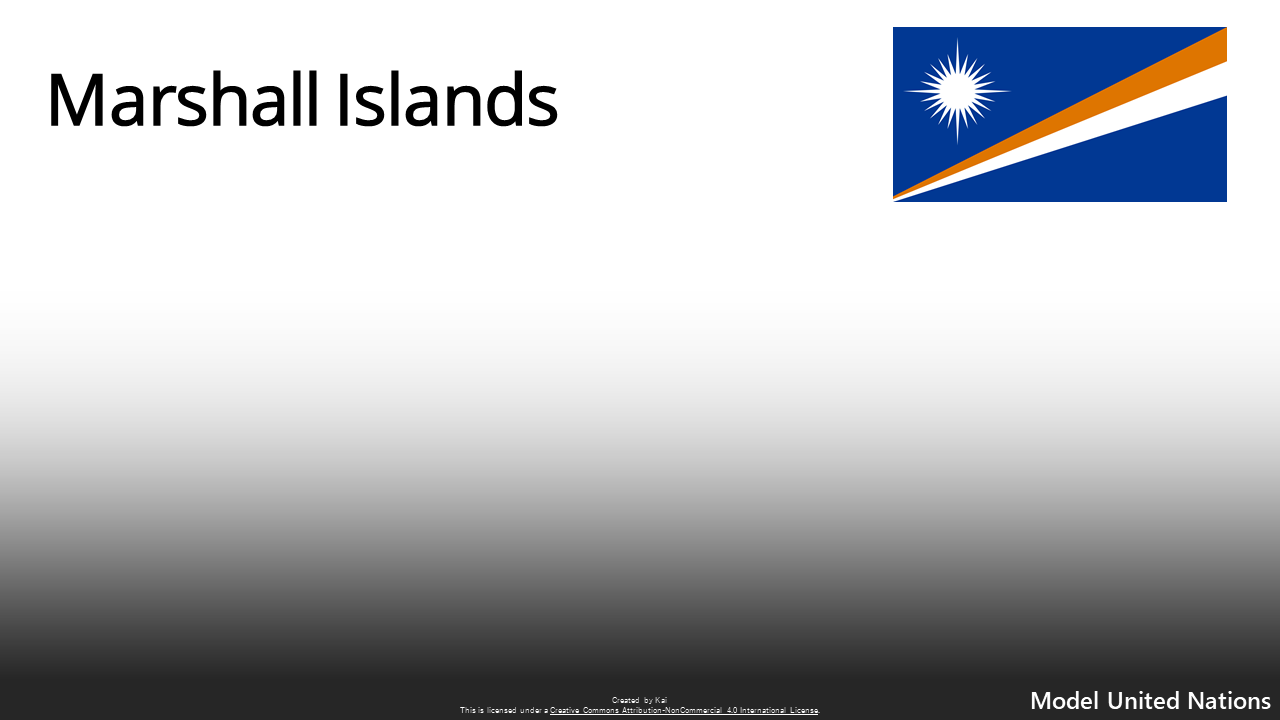 Marshall Islands
Created by Kai
This is licensed under a Creative Commons Attribution-NonCommercial 4.0 International License.
Model United Nations